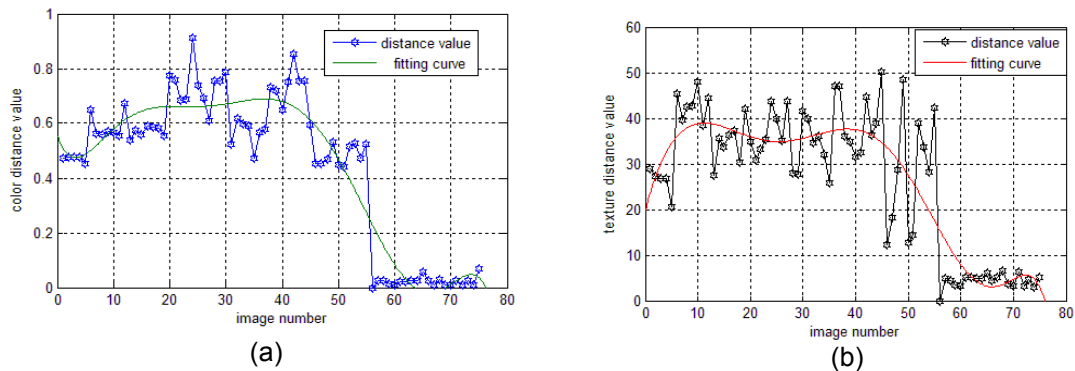 1
0.8
0.6
0.4
0.2
0
color distance value
0 10 20 30 40 50 60 70 80
image number
distance value
fitting curve
(a)
60
50
40
30
20
10
0
texture distance value
0 10 20 30 40 50 60 70 80
image number
distance value
fitting curve
(b)